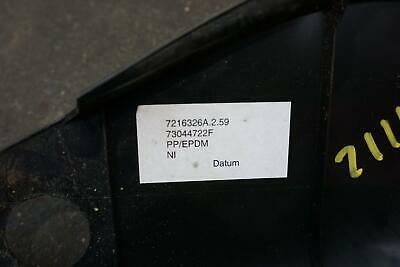 7216326A.2.59
73044722F
PP/EPDM
NI
Datum